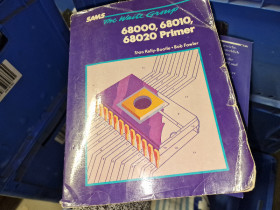 SAMS
The Waite Group
68000, 68010,
68020 Primer
Stan Kelly-Bootle • Bob Fowler